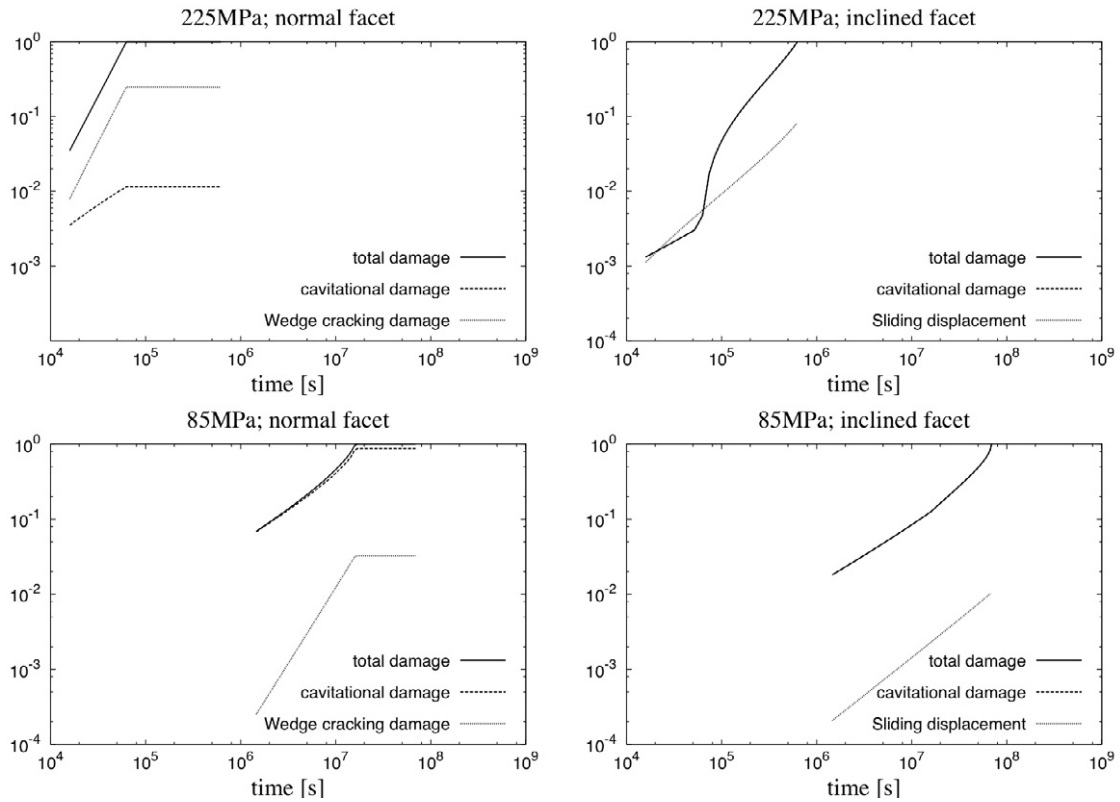 225MPa; normal facet
10^0
10^-1
10^-2
10^-3
total damage
cavitational damage
Wedge cracking damage
10^4 10^5 10^6 10^7 10^8 10^9
time [s]
225MPa; inclined facet
10^0
10^-1
10^-2
10^-3
10^-4
total damage
cavitational damage
Sliding displacement
10^4 10^5 10^6 10^7 10^8 10^9
time [s]
85MPa; normal facet
10^0
10^-1
10^-2
10^-3
10^-4
total damage
cavitational damage
Wedge cracking damage
10^4 10^5 10^6 10^7 10^8 10^9
time [s]
85MPa; inclined facet
10^0
10^-1
10^-2
10^-3
10^-4
total damage
cavitational damage
Sliding displacement
10^4 10^5 10^6 10^7 10^8 10^9
time [s]